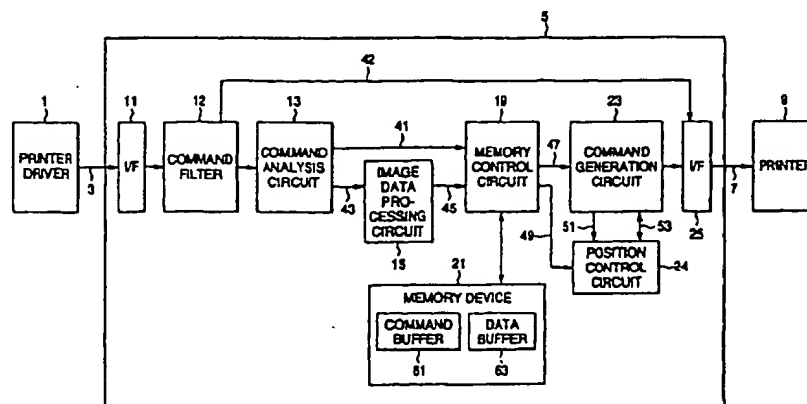 5
42
1
11
12
13
19
23
9
PRINTER
DRIVER
3
I/F
COMMAND
FILTER
COMMAND
ANALYSIS
CIRCUIT
41
43
IMAGE
DATA
PRO-
CESSING
CIRCUIT
15
45
MEMORY
CONTROL
CIRCUIT
47
49
COMMAND
GENERATION
CIRCUIT
51
53
I/F
25
7
PRINTER
POSITION
CONTROL
CIRCUIT
24
21
MEMORY DEVICE
COMMAND
BUFFER
DATA
BUFFER
61
63